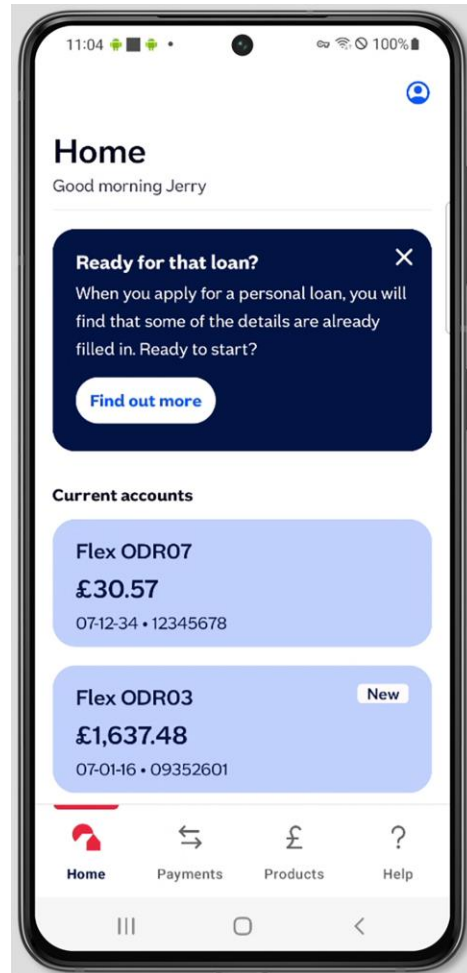 11:04
100%
Home
Good morning Jerry
Ready for that loan?
When you apply for a personal loan, you will
find that some of the details are already
filled in. Ready to start?
Find out more
Current accounts
Flex ODR07
£30.57
07-12-34 • 12345678
Flex ODR03
New
£1,637.48
07-01-16 • 09352601
Home
Payments
Products
Help